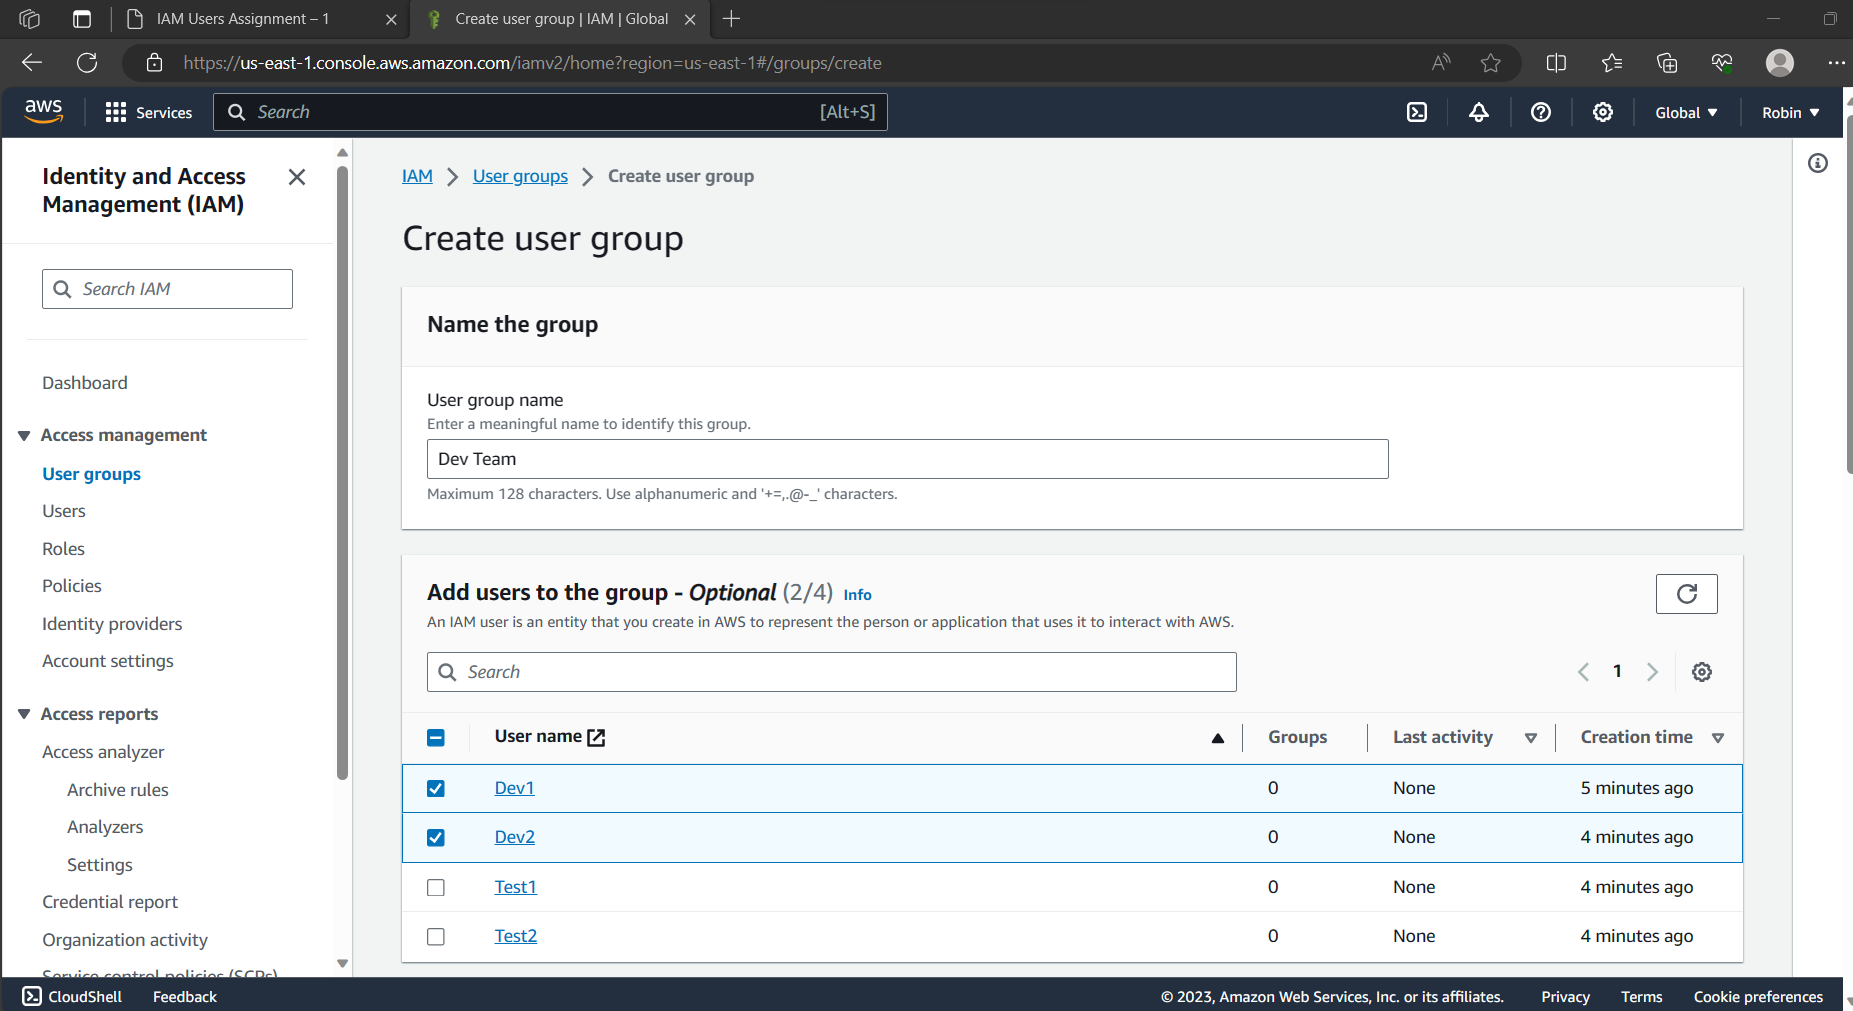 IAM Users Assignment – 1
Create user group | IAM | Global
https://us-east-1.console.aws.amazon.com/iamv2/home?region=us-east-1#/groups/create
aws
Services
Search
[Alt+S]
Global
Robin
Identity and Access
Management (IAM)
Search IAM
Dashboard
Access management
User groups
Users
Roles
Policies
Identity providers
Account settings
Access reports
Access analyzer
Archive rules
Analyzers
Settings
Credential report
Organization activity
Service control policies (SCPs)
IAM
User groups
Create user group
Create user group
Name the group
User group name
Enter a meaningful name to identify this group.
Dev Team
Maximum 128 characters. Use alphanumeric and '+=,.@-_' characters.
Add users to the group - Optional (2/4) Info
An IAM user is an entity that you create in AWS to represent the person or application that uses it to interact with AWS.
Search
1
User name Groups Last activity Creation time
Dev1 0 None 5 minutes ago
Dev2 0 None 4 minutes ago
Test1 0 None 4 minutes ago
Test2 0 None 4 minutes ago
CloudShell Feedback © 2023, Amazon Web Services, Inc. or its affiliates. Privacy Terms Cookie preferences